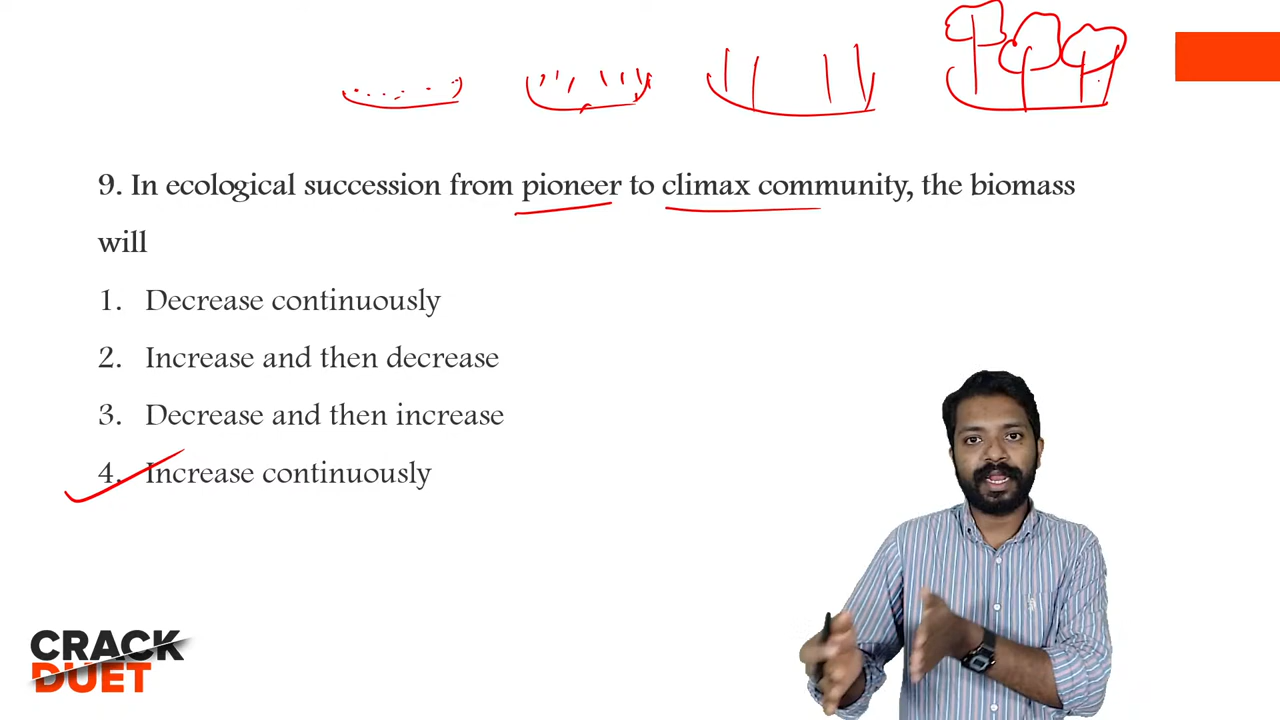 9. In ecological succession from pioneer to climax community, the biomass
will
1. Decrease continuously
2. Increase and then decrease
3. Decrease and then increase
4. Increase continuously
CRACK
DUET